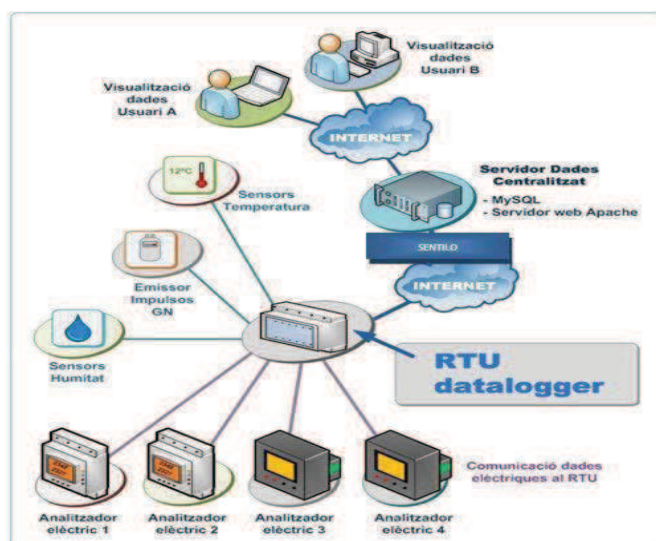 Visualització
dades
Usuari B
Visualització
dades
Usuari A
INTERNET
Servidor Dades
Centralitzat
- MySQL
- Servidor web Apache
12ºC
Sensors
Temperatura
SENTILO
INTERNET
Emissor
Impulsos
GN
RTU
datalogger
Sensors
Humitat
Comunicació dades
elèctriques al RTU
Analitzador
elèctric 1
Analitzador
elèctric 2
Analitzador
elèctric 3
Analitzador
elèctric 4